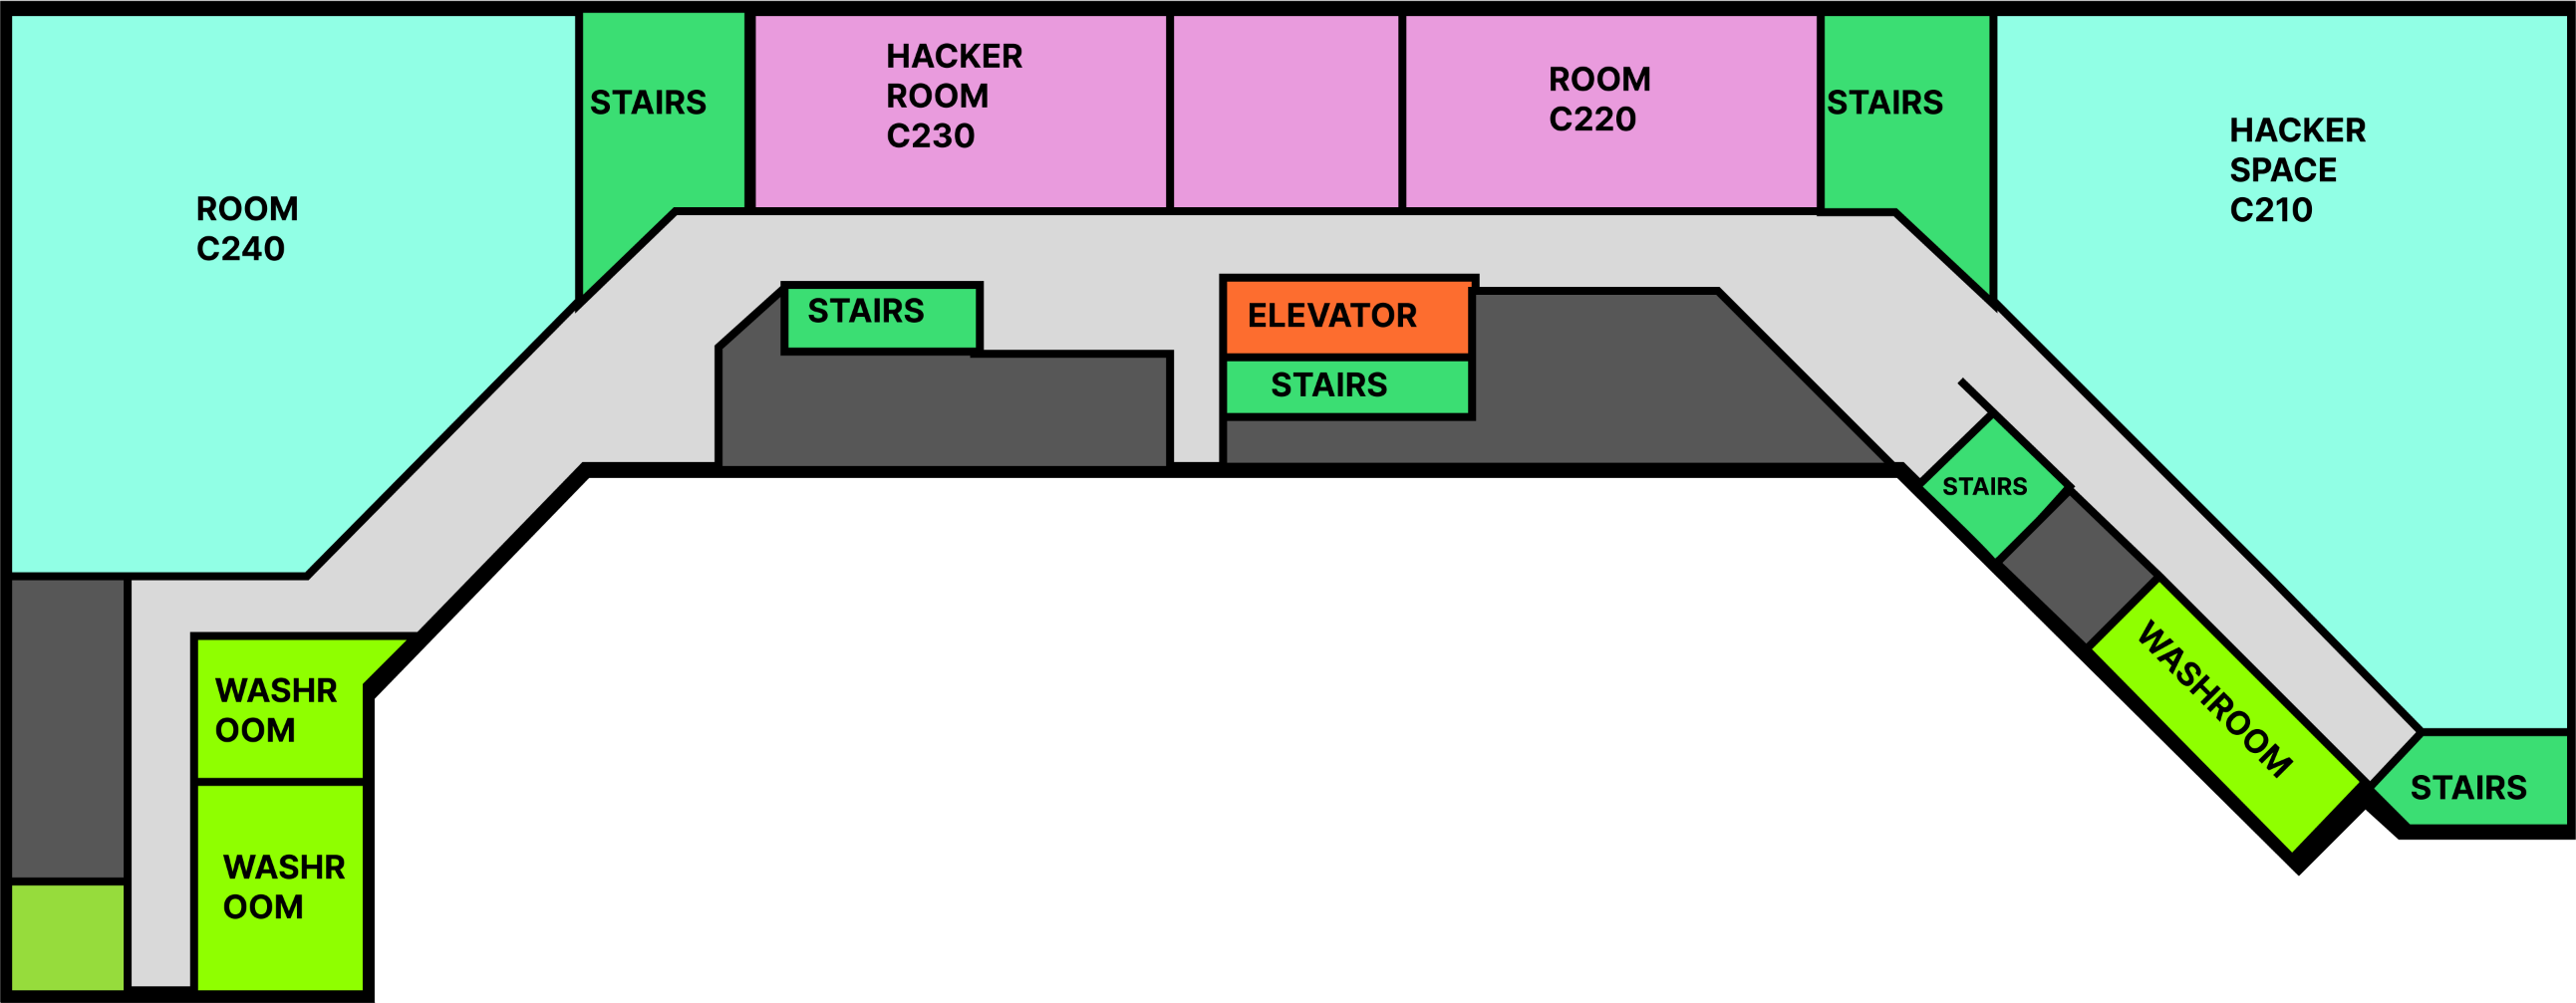 ROOM
C240
STAIRS
HACKER
ROOM
C230
ROOM
C220
STAIRS
HACKER
SPACE
C210
STAIRS
ELEVATOR
STAIRS
STAIRS
WASHR
OOM
WASHR
OOM
WASHROOM
STAIRS